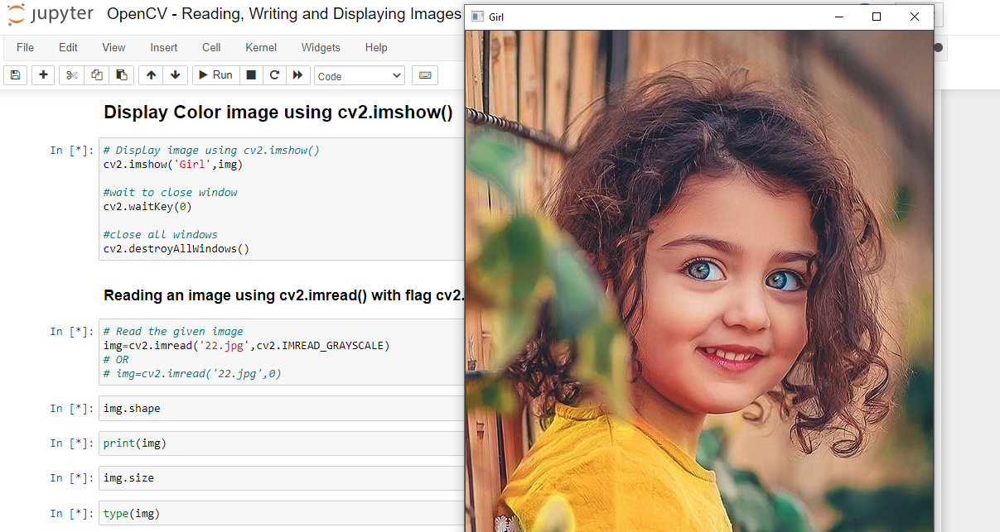 jupyter OpenCV - Reading, Writing and Displaying Images
Girl
File Edit View Insert Cell Kernel Widgets Help
Run Code
Display Color image using cv2.imshow()
In [*]: # Display image using cv2.imshow()
cv2.imshow('Girl',img)
#wait to close window
cv2.waitKey(0)
#close all windows
cv2.destroyAllWindows()
Reading an image using cv2.imread() with flag cv2.
In [*]: # Read the given image
img=cv2.imread('22.jpg',cv2.IMREAD_GRAYSCALE)
# OR
# img=cv2.imread('22.jpg',0)
In [*]: img.shape
In [*]: print(img)
In [*]: img.size
In [*]: type(img)